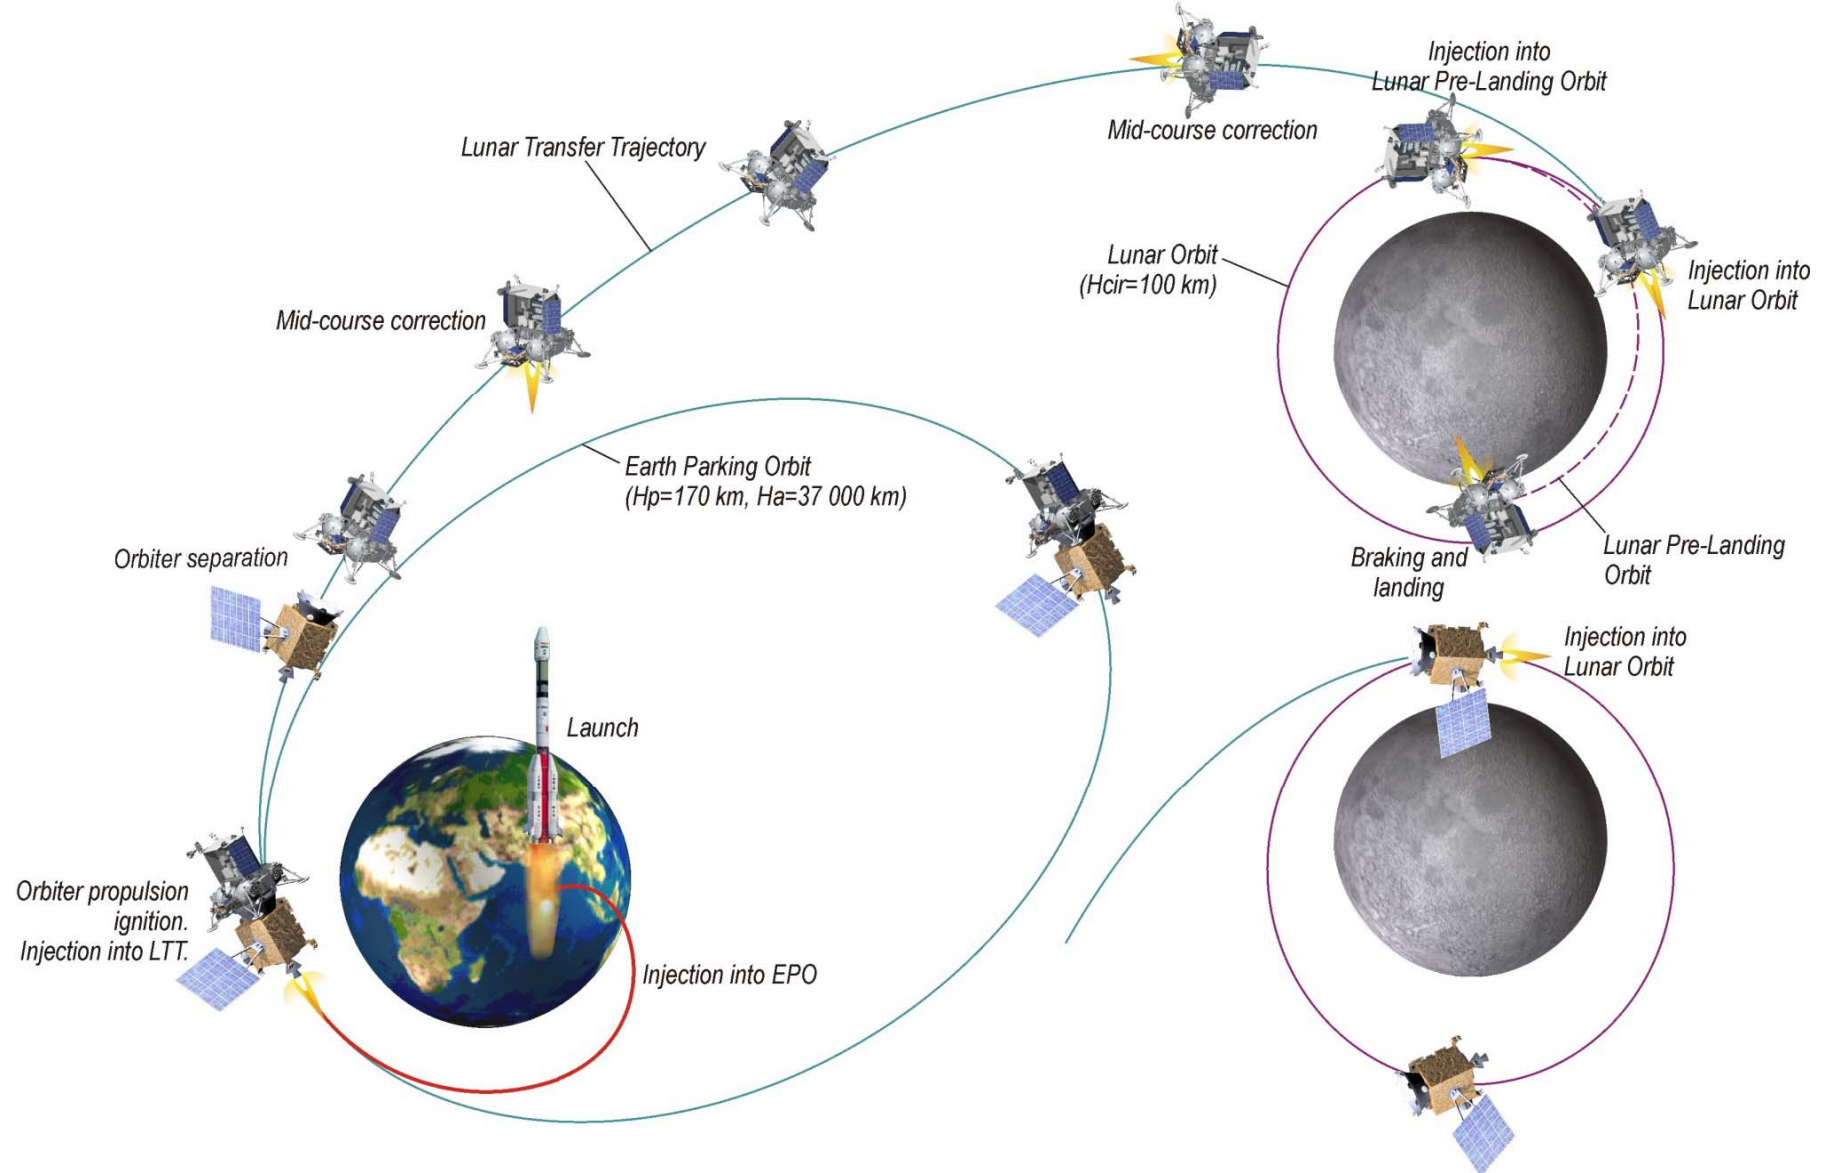 Injection into
Lunar Pre-Landing Orbit
Mid-course correction
Lunar Transfer Trajectory
Lunar Orbit
(Hcir=100 km)
Injection into
Lunar Orbit
Mid-course correction
Earth Parking Orbit
(Hp=170 km, Ha=37 000 km)
Orbiter separation
Braking and
landing
Lunar Pre-Landing
Orbit
Injection into
Lunar Orbit
Launch
Orbiter propulsion
ignition.
Injection into LTT.
Injection into EPO